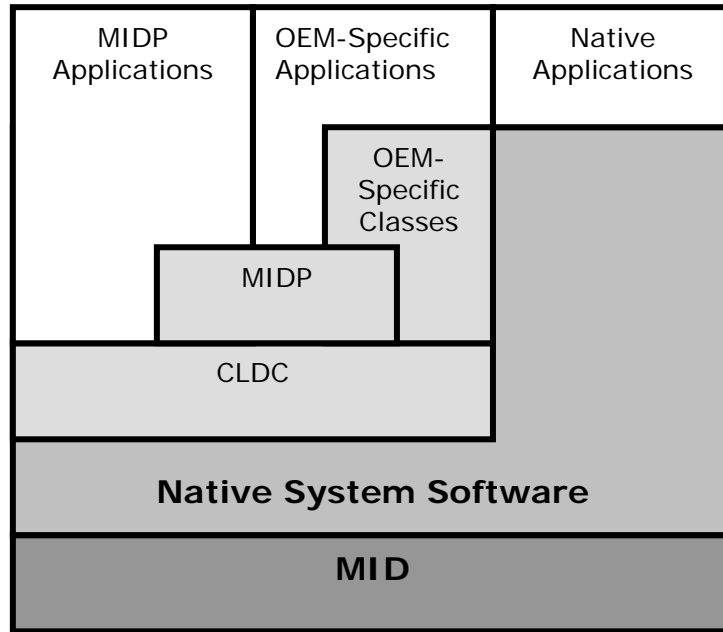 MIDP
Applications
OEM-Specific
Applications
Native
Applications
OEM-
Specific
Classes
MIDP
CLDC
Native System Software
MID